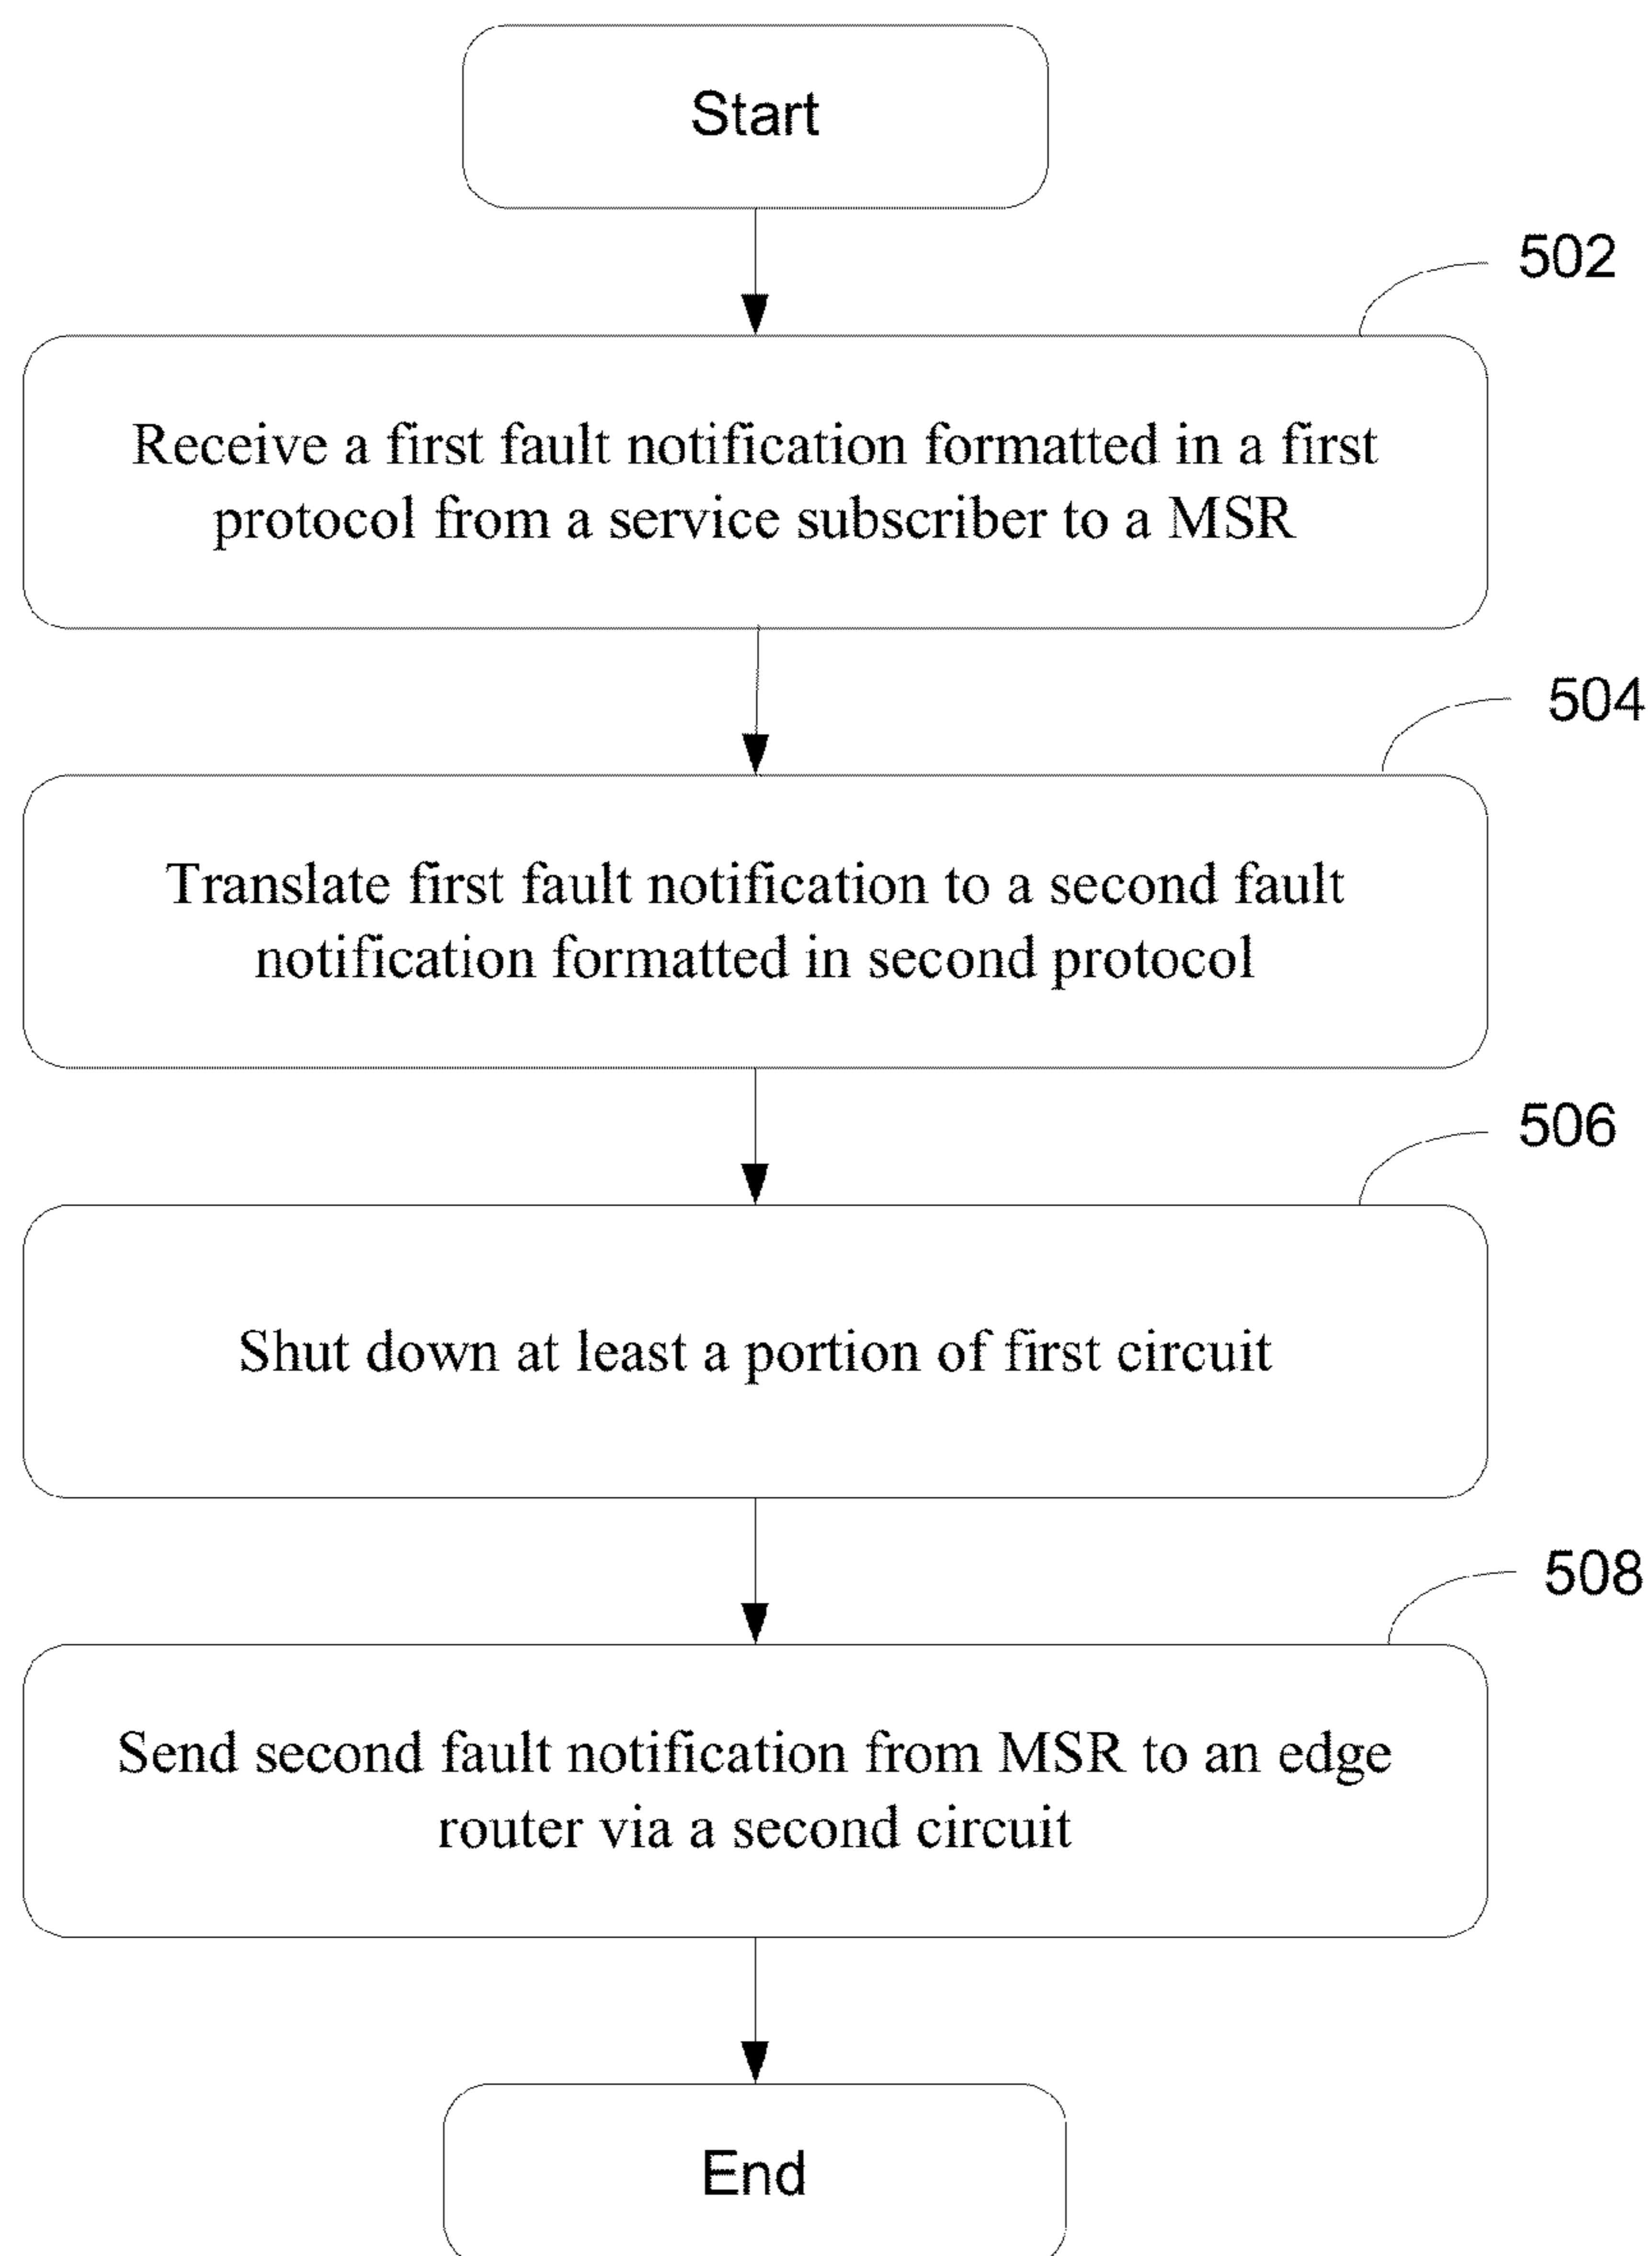 Start
502
Receive a first fault notification formatted in a first
protocol from a service subscriber to a MSR
504
Translate first fault notification to a second fault
notification formatted in second protocol
506
Shut down at least a portion of first circuit
508
Send second fault notification from MSR to an edge
router via a second circuit
End